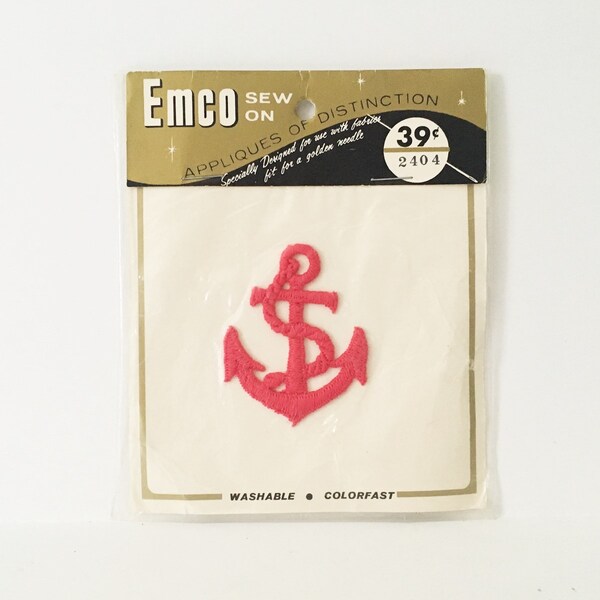 Emco SEW ON
APPLIQUES OF DISTINCTION
Specially Designed for use with fabrics
fit for a golden needle
39¢
2404
WASHABLE • COLORFAST